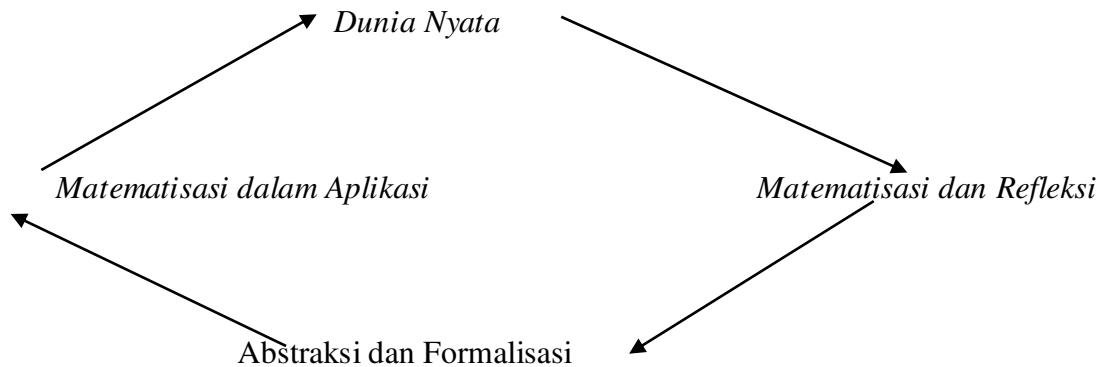 Dunia Nyata
Matematisasi dalam Aplikasi
Matematisasi dan Refleksi
Abstraksi dan Formalisasi